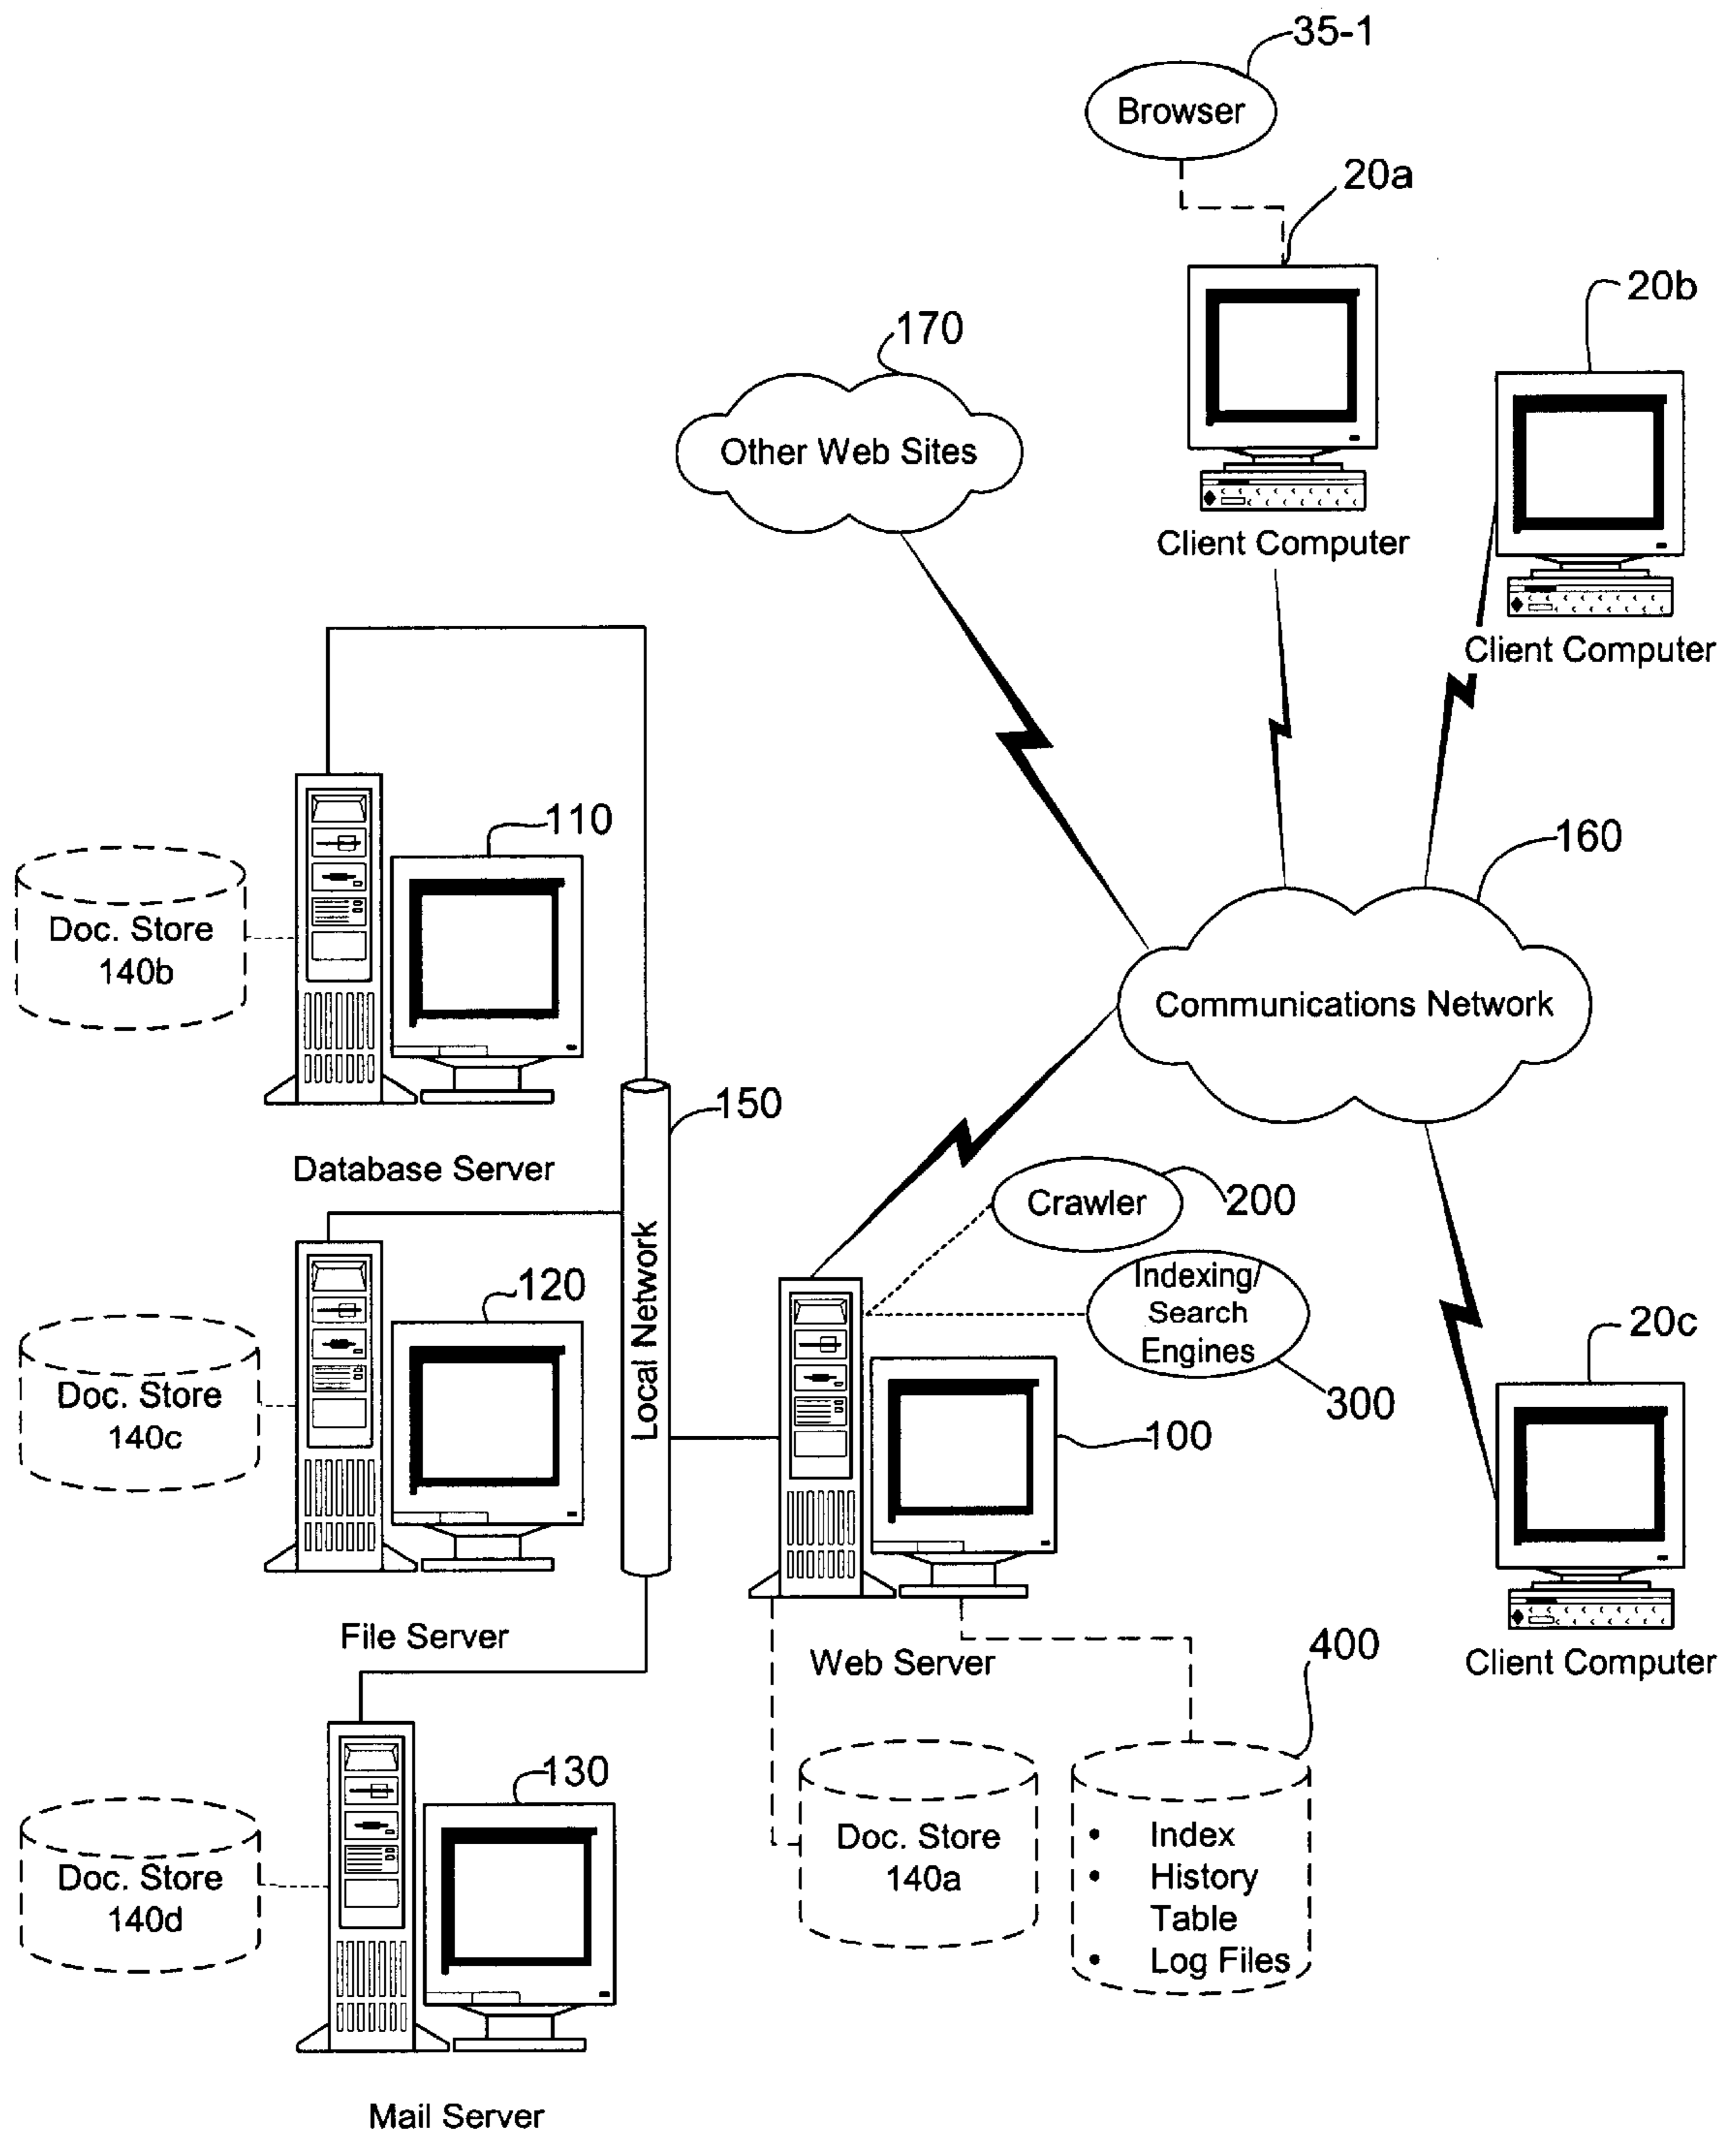 35-1
Browser
20a
20b
170
Other Web Sites
Client Computer
Client Computer
110
160
Doc. Store
140b
Communications Network
150
Database Server
Crawler
200
Indexing/
Search
Engines
120
Local Network
20c
Doc. Store
140c
300
100
File Server
Web Server
400
Client Computer
130
Doc. Store
140a
• Index
• History
Table
• Log Files
Doc. Store
140d
Mail Server